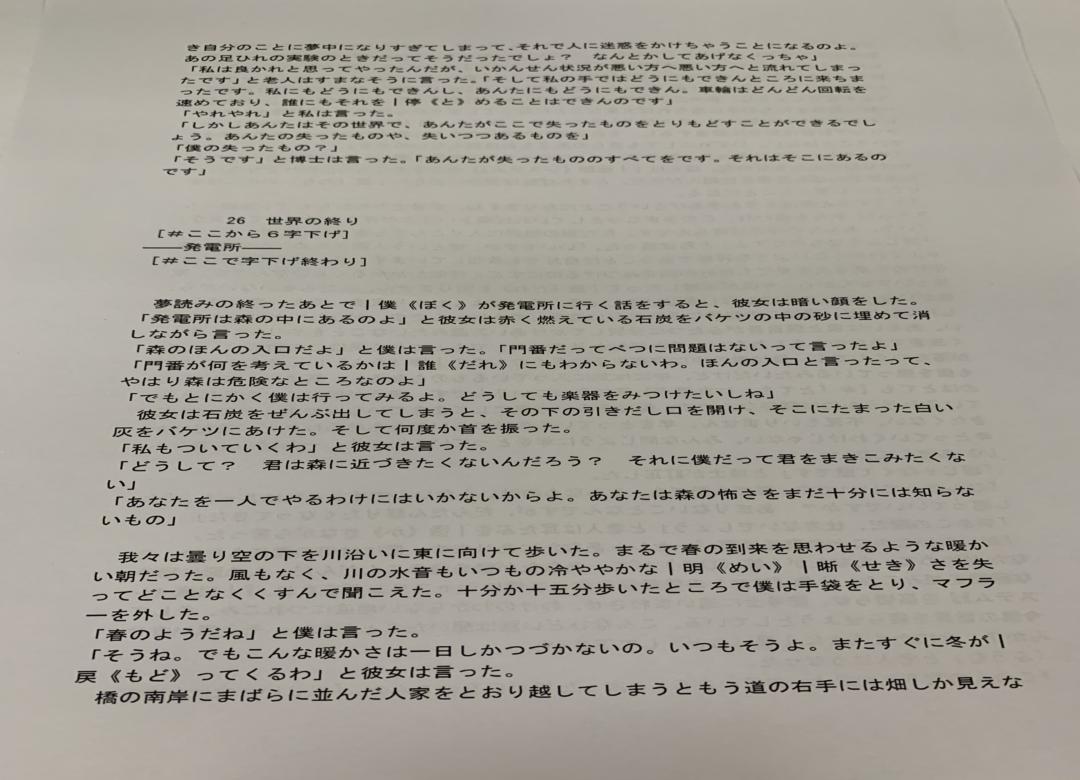 き自分のことに夢中になりすぎてしまって、それで人に迷惑をかけちゃうことになるのよ。
あの足ひれの実験のときだってそうだったでしょ？　なんとかしてあげなくっちゃ」
「私は良かれと思ってやったんだが、いかんせん状況が悪い方へ悪い方へと流れてしまっ
たです」と老人はすまなそうに言った。「そして私の手ではどうにもできんところに来ちま
ったです。私にもどうにもできんし、あんたにもどうにもできん。車輪はどんどん回転を
速めており、誰にもそれを｜停《と》めることはできんのです」
「やれやれ」と私は言った。
「しかしあんたはその世界で、あんたがここで失ったものをとりもどすことができるでし
ょう。あんたの失ったものや、失いつつあるものを」
「僕の失ったもの？」
「そうです」と博士は言った。「あんたが失ったもののすべてをです。それはそこにあるの
です」
26　世界の終り
[＃ここから６字下げ]
――発電所――
[＃ここで字下げ終わり]
夢読みの終ったあとで｜僕《ぼく》が発電所に行く話をすると、彼女は暗い顔をした。
「発電所は森の中にあるのよ」と彼女は赤く燃えている石炭をバケツの中の砂に埋めて消
しながら言った。
「森のほんの入口だよ」と僕は言った。「門番だってべつに問題はないって言ったよ」
「門番が何を考えているかは｜誰《だれ》にもわからないわ。ほんの入口と言ったって、
やはり森は危険なところなのよ」
「でもとにかく僕は行ってみるよ。どうしても楽器をみつけたいしね」
彼女は石炭をぜんぶ出してしまうと、その下の引きだし口を開け、そこにたまった白い
灰をバケツにあけた。そして何度か首を振った。
「私もついていくわ」と彼女は言った。
「どうして？　君は森に近づきたくないんだろう？　それに僕だって君をまきこみたくな
い」
「あなたを一人でやるわけにはいかないからよ。あなたは森の怖さをまだ十分には知らな
いもの」
我々は曇り空の下を川沿いに東に向けて歩いた。まるで春の到来を思わせるような暖か
い朝だった。風もなく、川の水音もいつもの冷ややかな｜明《めい》｜晰《せき》さを失
ってどことなくくすんで聞こえた。十分か十五分歩いたところで僕は手袋をとり、マフラ
ーを外した。
「春のようだね」と僕は言った。
「そうね。でもこんな暖かさは一日しかつづかないの。いつもそうよ。またすぐに冬が｜
戻《もど》ってくるわ」と彼女は言った。
橋の南岸にまばらに並んだ人家をとおり越してしまうともう道の右手には畑しか見えな